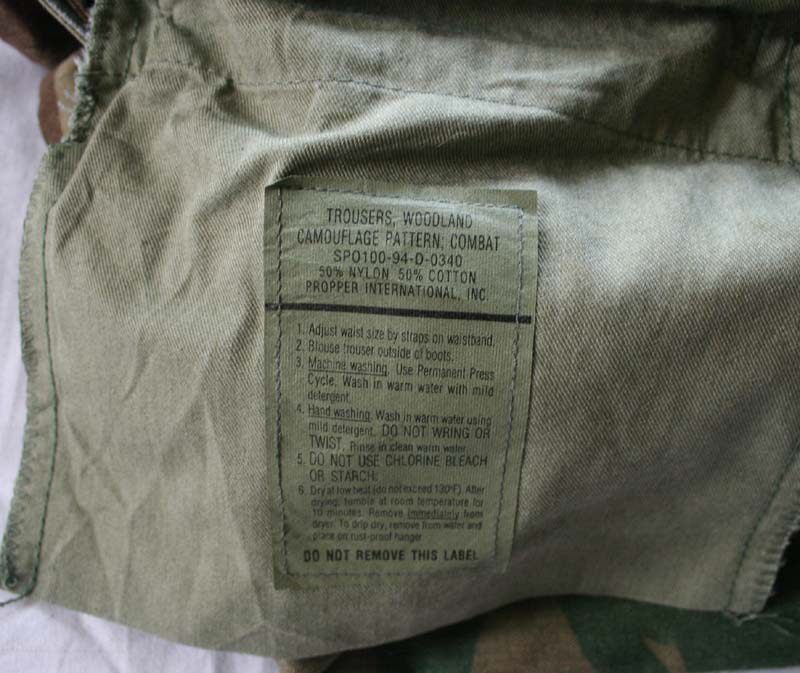 TROUSERS, WOODLAND
CAMOUFLAGE PATTERN: COMBAT
SPO100-94-D-0340
50% NYLON 50% COTTON
PROPPER INTERNATIONAL, INC.
1. Adjust waist size by straps on waistband.
2. Blouse trouser outside of boots.
3. Machine washing. Use Permanent Press
Cycle. Wash in warm water with mild
detergent.
4. Hand washing. Wash in warm water using
mild detergent. DO NOT WRING OR
TWIST. Rinse in clean warm water.
5. DO NOT USE CHLORINE BLEACH
OR STARCH.
6. Dry at low heat (do not exceed 130°F). After
drying, tumble at room temperature for
10 minutes. Remove immediately from
dryer. To drip dry, remove from water and
place on rust-proof hanger.
DO NOT REMOVE THIS LABEL